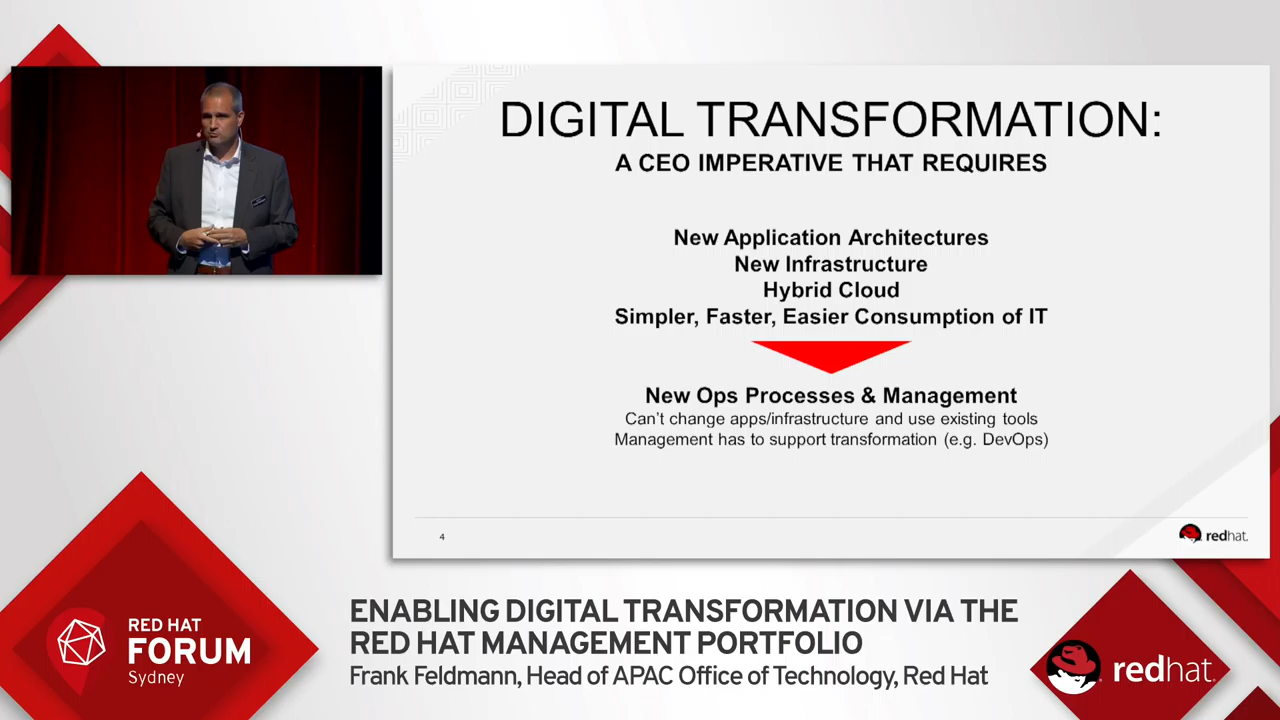 DIGITAL TRANSFORMATION:
A CEO IMPERATIVE THAT REQUIRES
New Application Architectures
New Infrastructure
Hybrid Cloud
Simpler, Faster, Easier Consumption of IT
New Ops Processes & Management
Can't change apps/infrastructure and use existing tools
Management has to support transformation (e.g. DevOps)
4
redhat.
RED HAT
FORUM
Sydney
ENABLING DIGITAL TRANSFORMATION VIA THE
RED HAT MANAGEMENT PORTFOLIO
Frank Feldmann, Head of APAC Office of Technology, Red Hat
redhat.